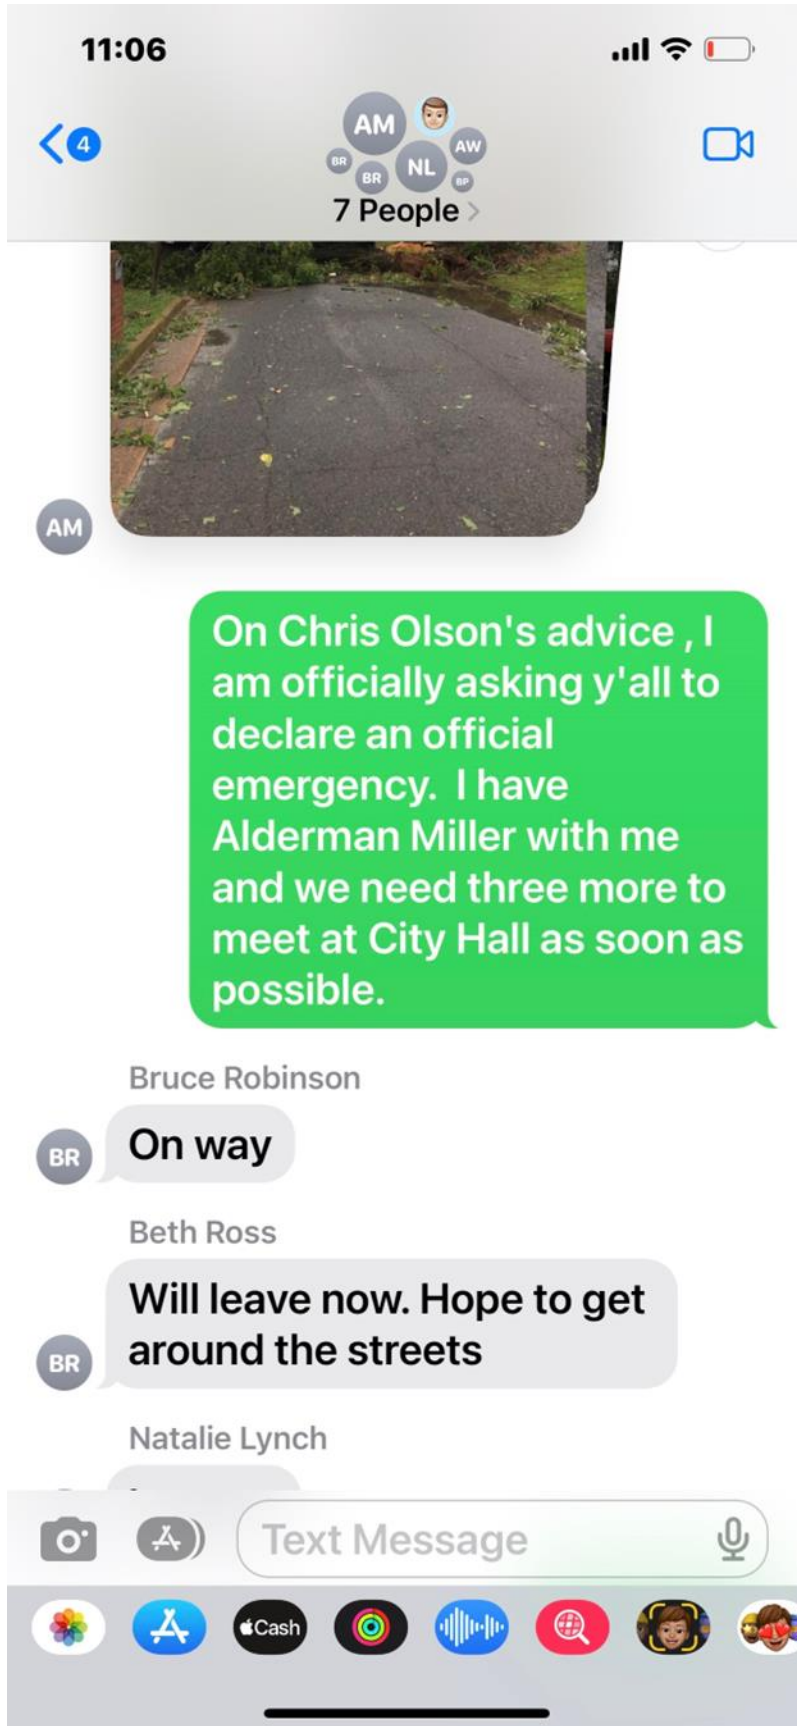 11:06
4
AM
AW
BR
BR
NL
BP
7 People
AM
On Chris Olson's advice , I
am officially asking y'all to
declare an official
emergency.  I have
Alderman Miller with me
and we need three more to
meet at City Hall as soon as
possible.
Bruce Robinson
BR
On way
Beth Ross
Will leave now. Hope to get
around the streets
BR
Natalie Lynch
Text Message
Cash